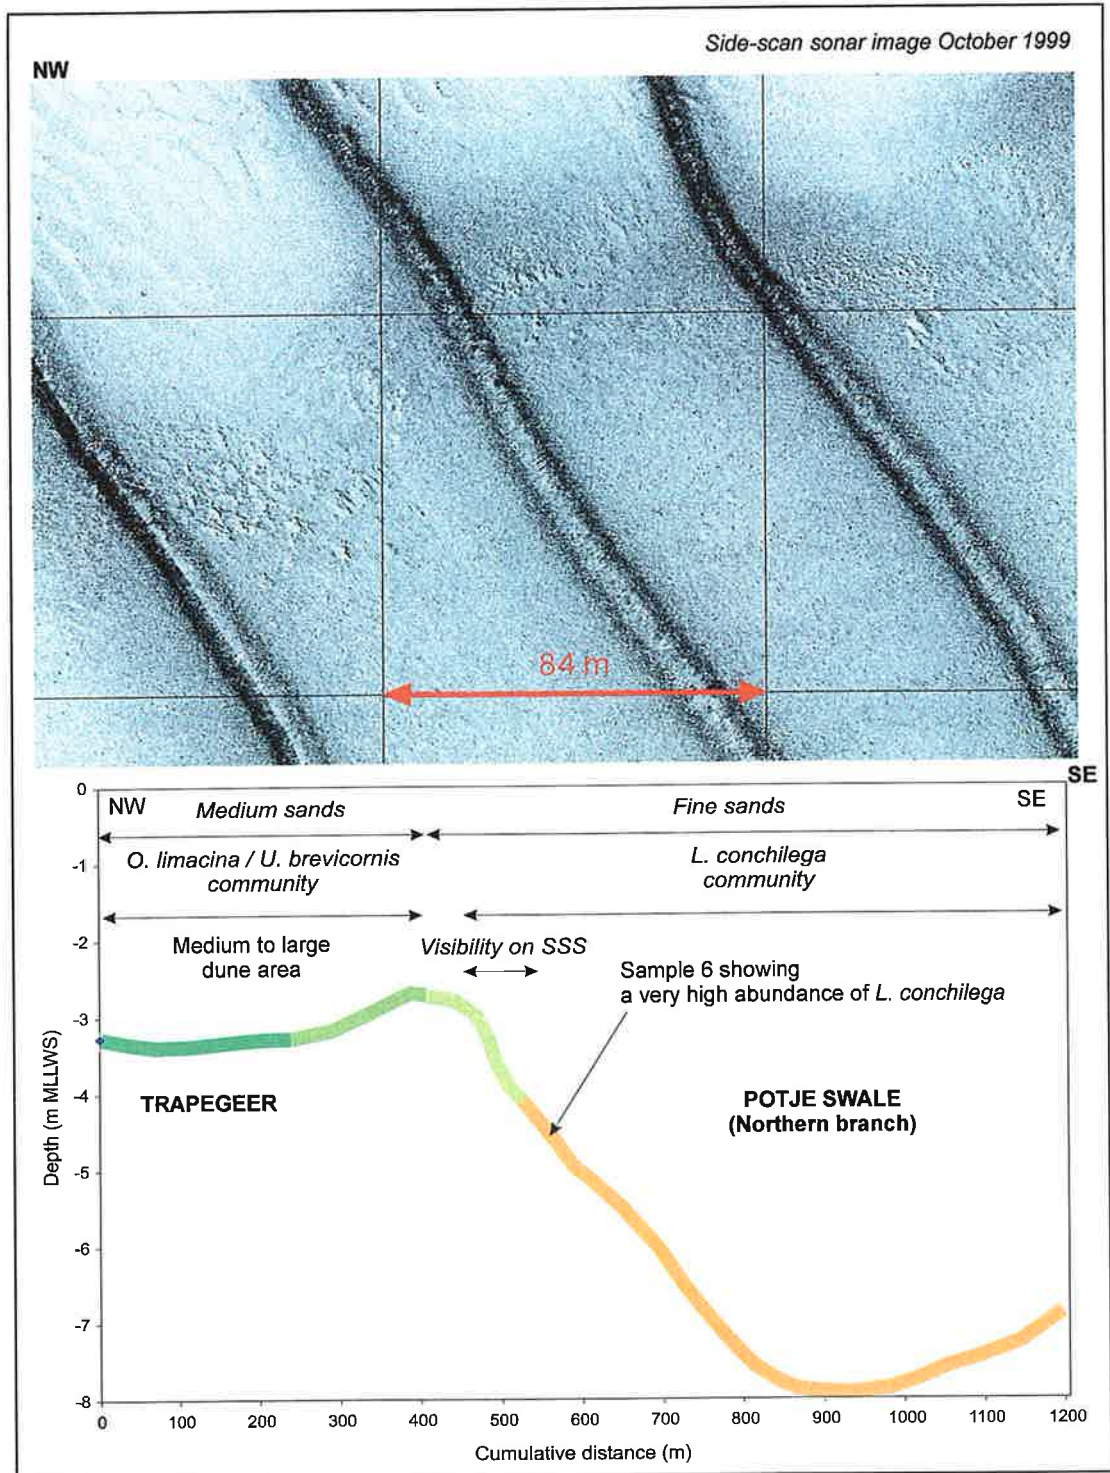 Side-scan sonar image October 1999
NW
84 m
SE
0
NW
Medium sands
Fine sands
SE
-1
O. limacina / U. brevicornis
community
L. conchilega
community
-2
Medium to large
dune area
Visibility on SSS
Sample 6 showing
a very high abundance of L. conchilega
-3
-4
TRAPEGEER
POTJE SWALE
(Northern branch)
Depth (m MLLWS)
-5
-6
-7
-8
0 100 200 300 400 500 600 700 800 900 1000 1100 1200
Cumulative distance (m)